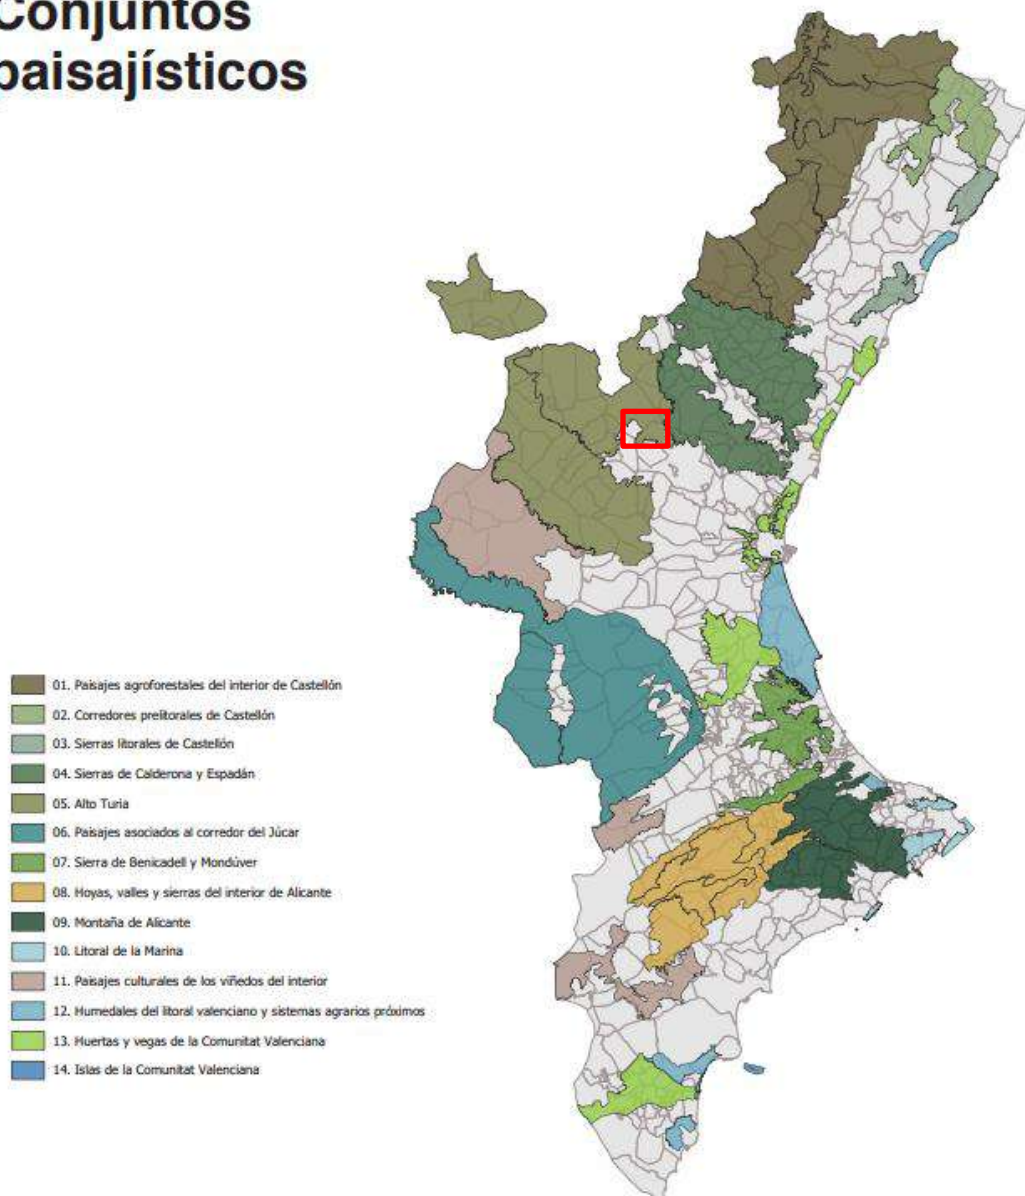 Conjuntos
paisajísticos
01. Paisajes agroforestales del interior de Castellón
02. Corredores prelitorales de Castellón
03. Sierras litorales de Castellón
04. Sierras de Calderona y Espadán
05. Alto Turia
06. Paisajes asociados al corredor del Júcar
07. Sierra de Benicadell y Mondúver
08. Hoyas, valles y sierras del interior de Alicante
09. Montaña de Alicante
10. Litoral de la Marina
11. Paisajes culturales de los viñedos del interior
12. Humedales del litoral valenciano y sistemas agrarios próximos
13. Huertas y vegas de la Comunitat Valenciana
14. Islas de la Comunitat Valenciana